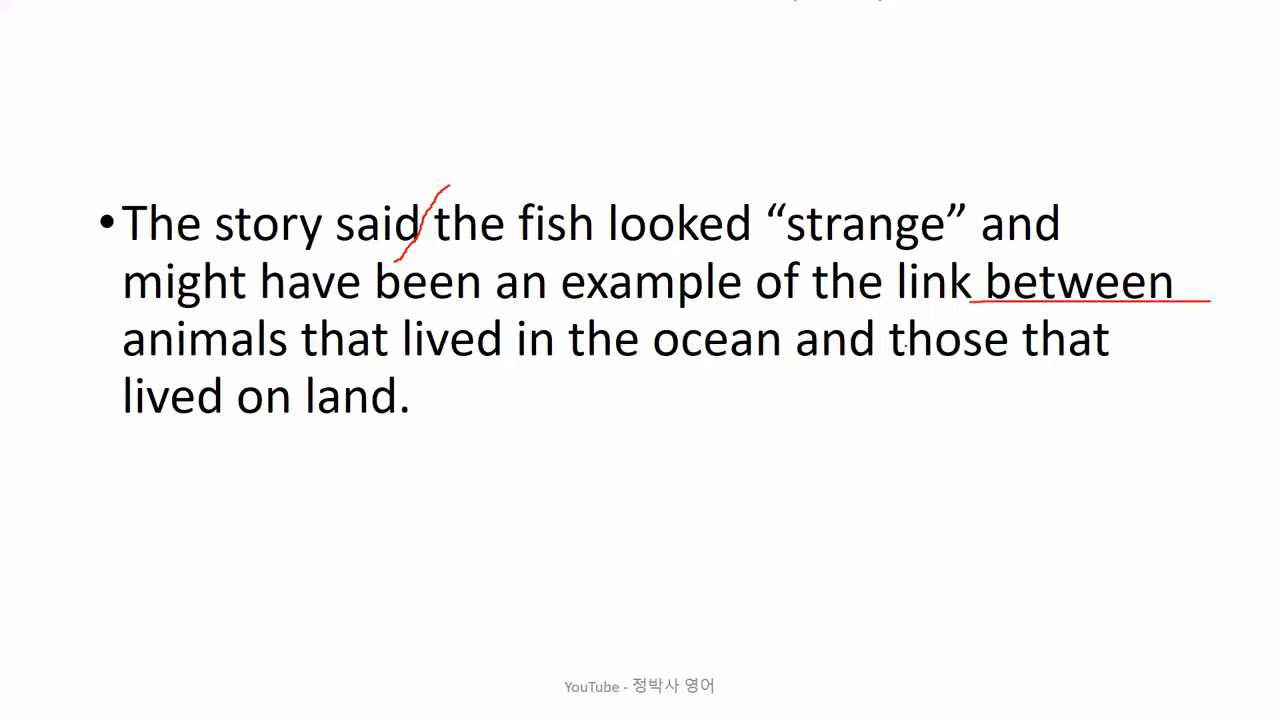 •The story said the fish looked “strange” and
might have been an example of the link between
animals that lived in the ocean and those that
lived on land.
YouTube - 정박사 영어